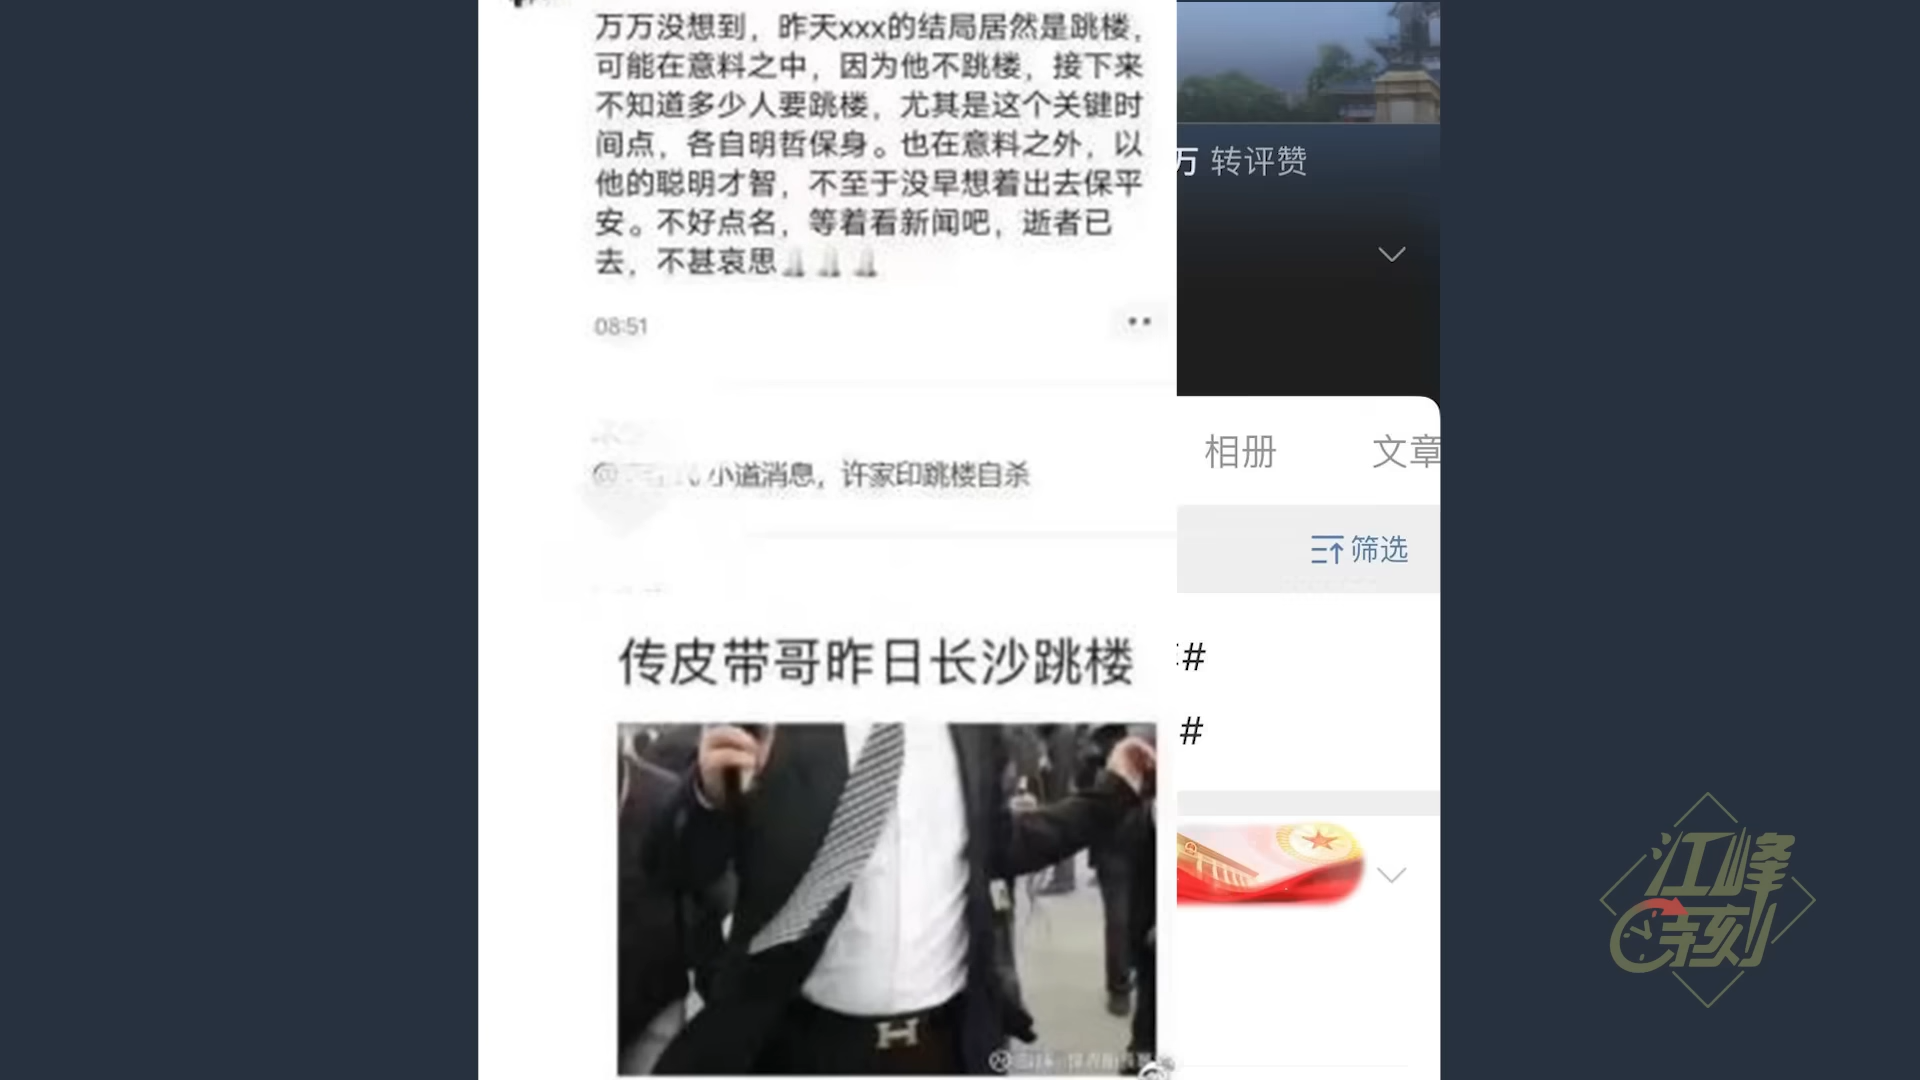 万万没想到，昨天xxx的结局居然是跳楼，
可能在意料之中，因为他不跳楼，接下来
不知道多少人要跳楼，尤其是这个关键时
间点，各自明哲保身。也在意料之外，以
他的聪明才智，不至于没早想着出去保平
安。不好点名，等着看新闻吧，逝者已
去，不甚哀思
08:51
小道消息，许家印跳楼自杀
传皮带哥昨日长沙跳楼
H
万 转评赞
相册
文章
筛选
#
#
江峰
时刻